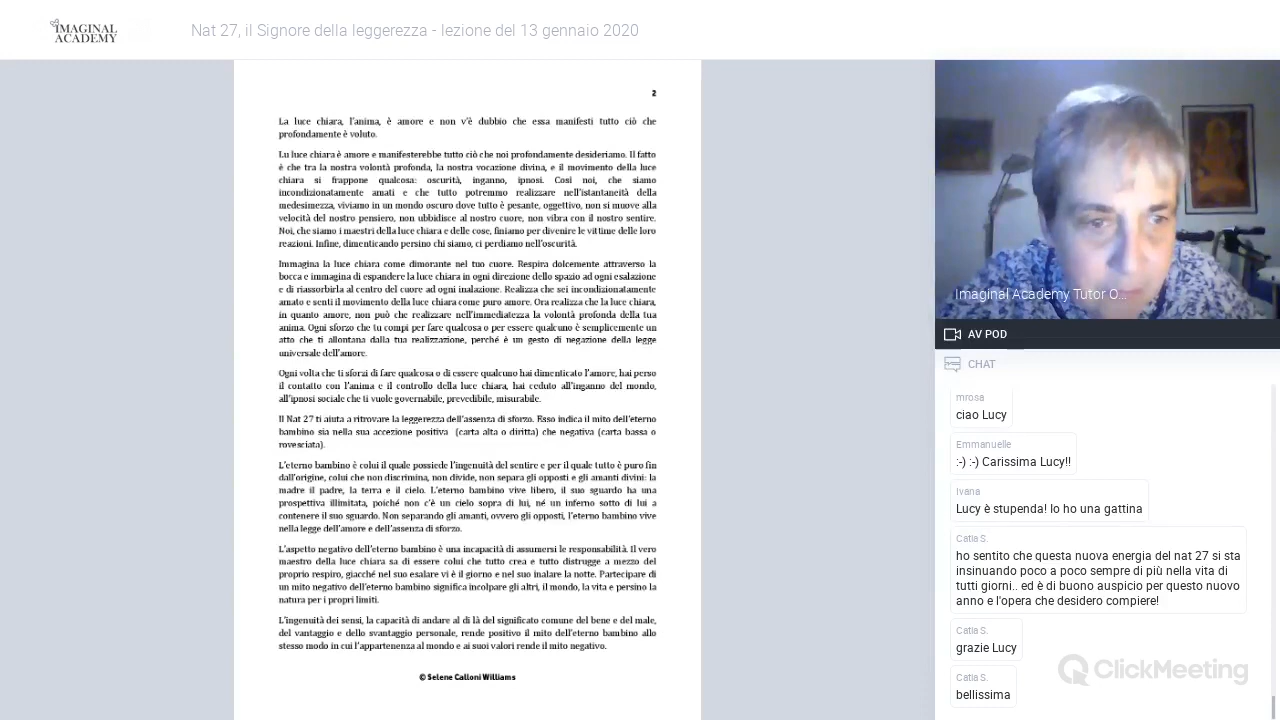 IMAGINAL
ACADEMY
Nat 27, il Signore della leggerezza - lezione del 13 gennaio 2020
2
La luce chiara, l'anima, è amore e non v'è dubbio che essa manifesti tutto ciò che
profondamente è voluto.
Lu luce chiara è amore e manifesterebbe tutto ciò che noi profondamente desideriamo. Il fatto
è che tra la nostra volontà profonda, la nostra vocazione divina, e il movimento della luce
chiara si frappone qualcosa: oscurità, inganno, ipnosi. Così noi, che siamo
incondizionatamente amati e che tutto potremmo realizzare nell'istantaneità della
medesimezza, viviamo in un mondo oscuro dove tutto è pesante, oggettivo, non si muove alla
velocità del nostro pensiero, non ubbidisce al nostro cuore, non vibra con il nostro sentire.
Noi, che siamo i maestri della luce chiara e delle cose, finiamo per divenire le vittime delle loro
reazioni. Infine, dimenticando persino chi siamo, ci perdiamo nell'oscurità.
Immagina la luce chiara come dimorante nel tuo cuore. Respira dolcemente attraverso la
bocca e immagina di espandere la luce chiara in ogni direzione dello spazio ad ogni esalazione
e di riassorbirla al centro del cuore ad ogni inalazione. Realizza che sei incondizionatamente
amato e senti il movimento della luce chiara come puro amore. Ora realizza che la luce chiara,
in quanto amore, non può che realizzare nell'immediatezza la volontà profonda della tua
anima. Ogni sforzo che tu compi per fare qualcosa o per essere qualcuno è semplicemente un
atto che ti allontana dalla tua realizzazione, perché è un gesto di negazione della legge
universale dell'amore.
Ogni volta che ti sforzi di fare qualcosa o di essere qualcuno hai dimenticato l'amore, hai perso
il contatto con l'anima e il controllo della luce chiara, hai ceduto all'inganno del mondo,
all'ipnosi sociale che ti vuole governabile, prevedibile, misurabile.
Il Nat 27 ti aiuta a ritrovare la leggerezza dell'assenza di sforzo. Esso indica il mito dell'eterno
bambino sia nella sua accezione positiva (carta alta o diritta) che negativa (carta bassa o
rovesciata).
L'eterno bambino è colui il quale possiede l'ingenuità del sentire e per il quale tutto è puro fin
dall'origine, colui che non discrimina, non divide, non separa gli opposti e gli amanti divini: la
madre il padre, la terra e il cielo. L'eterno bambino vive libero, il suo sguardo ha una
prospettiva illimitata, poiché non c'è un cielo sopra di lui, né un inferno sotto di lui a
contenere il suo sguardo. Non separando gli amanti, ovvero gli opposti, l'eterno bambino vive
nella legge dell'amore e dell'assenza di sforzo.
L'aspetto negativo dell'eterno bambino è una incapacità di assumersi le responsabilità. Il vero
maestro della luce chiara sa di essere colui che tutto crea e tutto distrugge a mezzo del
proprio respiro, giacché nel suo esalare vi è il giorno e nel suo inalare la notte. Partecipare di
un mito negativo dell'eterno bambino significa incolpare gli altri, il mondo, la vita e persino la
natura per i propri limiti.
L'ingenuità dei sensi, la capacità di andare al di là del significato comune del bene e del male,
del vantaggio e dello svantaggio personale, rende positivo il mito dell'eterno bambino allo
stesso modo in cui l'appartenenza al mondo e ai suoi valori rende il mito negativo.
© Selene Calloni Williams
Imaginal Academy Tutor O...
AV POD
CHAT
mrosa
ciao Lucy
Emmanuelle
:-) :-) Carissima Lucy!!
Ivana
Lucy è stupenda! Io ho una gattina
Catia S.
ho sentito che questa nuova energia del nat 27 si sta
insinuando poco a poco sempre di più nella vita di
tutti giorni.. ed è di buono auspicio per questo nuovo
anno e l'opera che desidero compiere!
Catia S.
grazie Lucy
Catia S.
bellissima
ClickMeeting